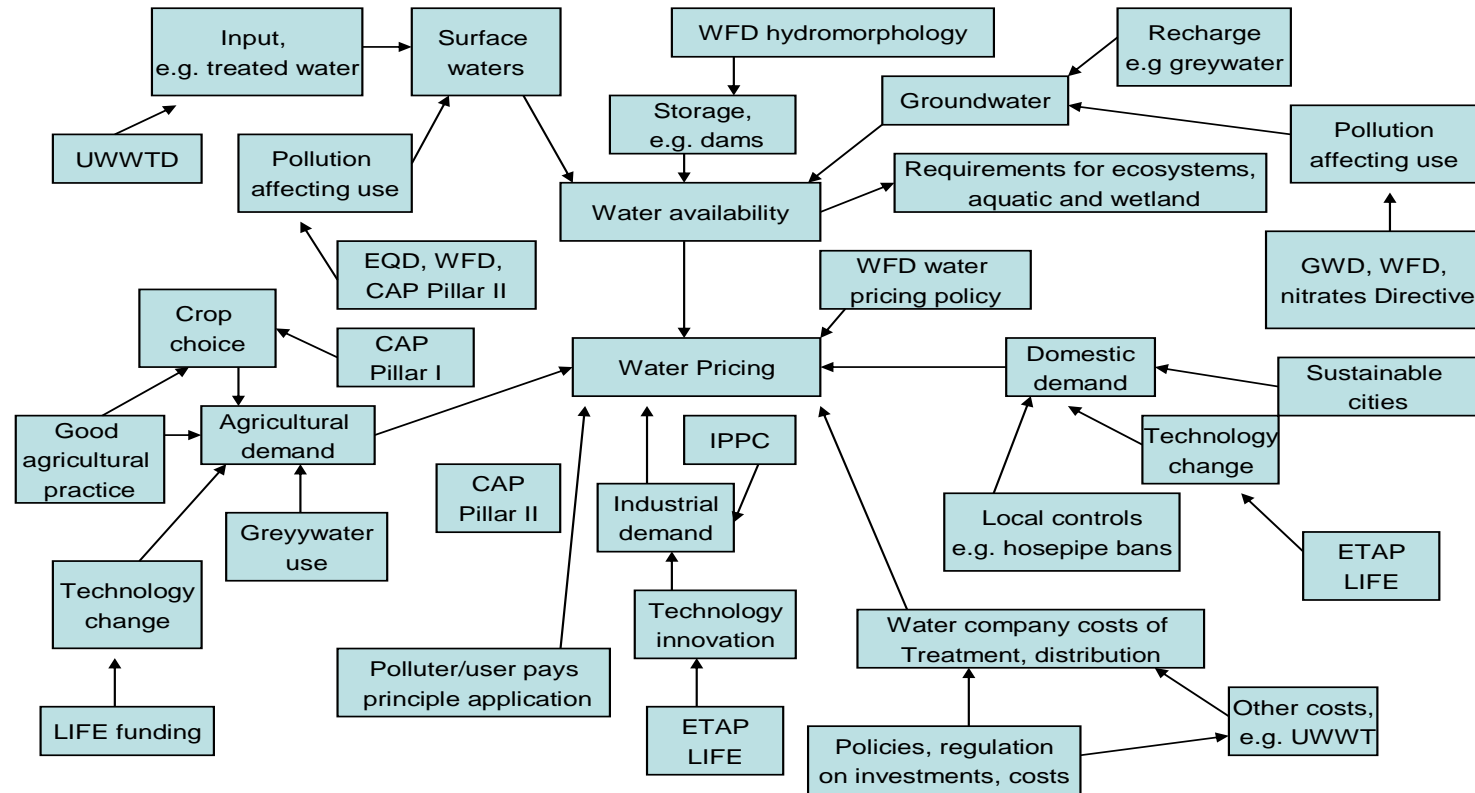 Input,
e.g. treated water
Surface
waters
WFD hydromorphology
Recharge
e.g greywater
Groundwater
Storage,
e.g. dams
UWWTD
Pollution
affecting use
Pollution
affecting use
Requirements for ecosystems,
aquatic and wetland
Water availability
EQD, WFD,
CAP Pillar II
WFD water
pricing policy
GWD, WFD,
nitrates Directive
Crop
choice
CAP
Pillar I
Water Pricing
Domestic
demand
Sustainable
cities
Good
agricultural
practice
Agricultural
demand
IPPC
Technology
change
CAP
Pillar II
Industrial
demand
Local controls
e.g. hosepipe bans
Greyywater
use
ETAP
LIFE
Technology
change
Technology
innovation
Water company costs of
Treatment, distribution
Polluter/user pays
principle application
LIFE funding
ETAP
LIFE
Policies, regulation
on investments, costs
Other costs,
e.g. UWWT